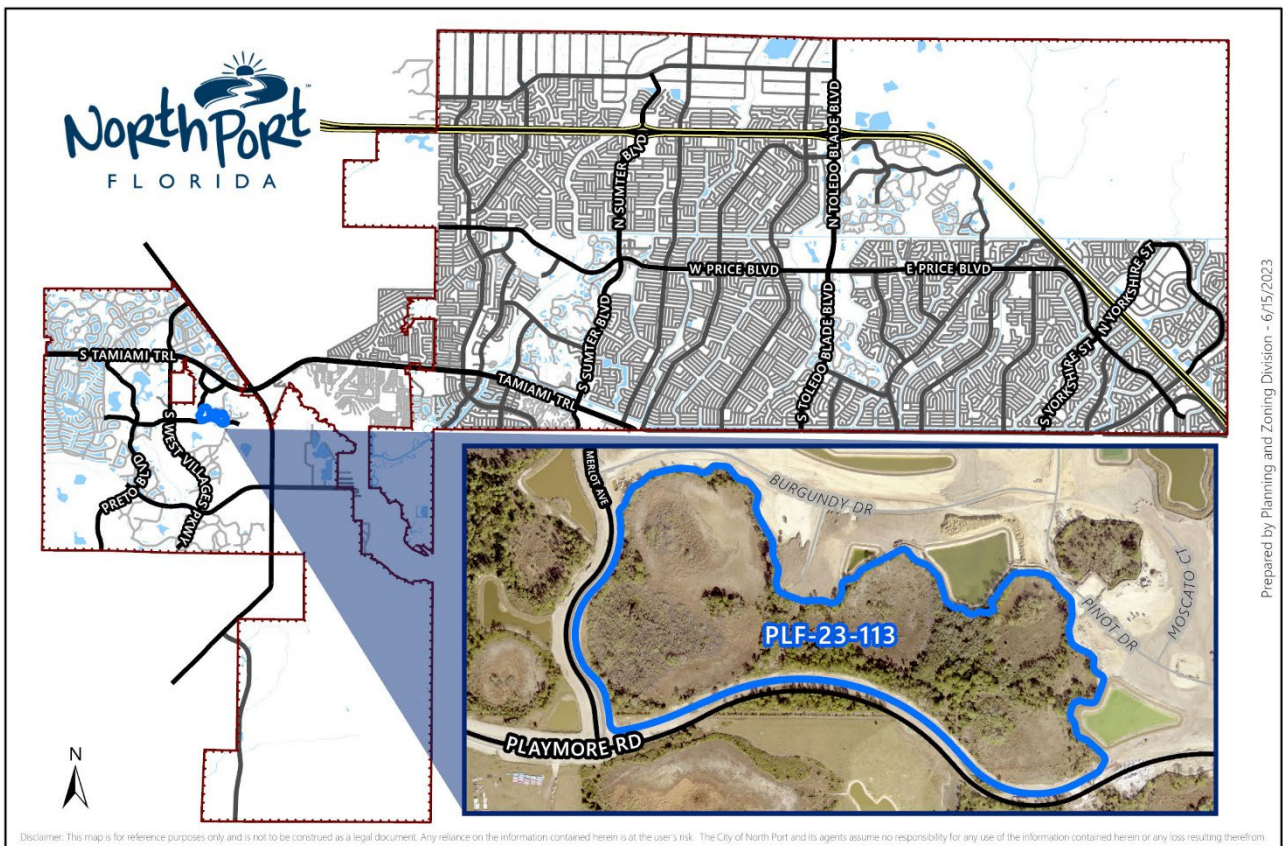 NorthPort™
FLORIDA
N SUMTER BLVD
N TOLEDO BLADE BLVD
W PRICE BLVD
E PRICE BLVD
N YORKSHIRE ST
S TAMIAMI TRL
TAMIAMI TRL
S SUMTER BLVD
S TOLEDO BLADE BLVD
S YORKSHIRE ST
S WEST VILLAGES PKWY
PRETO BLVD
MERLOT AVE
BURGUNDY DR
PLF-23-113
PINOT DR
MOSCATO CT
PLAYMORE RD
N
Prepared by Planning and Zoning Division - 6/15/2023
Disclaimer: This map is for reference purposes only and is not to be construed as a legal document. Any reliance on the information contained herein is at the user's risk. The City of North Port and its agents assume no responsibility for any use of the information contained herein or any loss resulting therefrom.